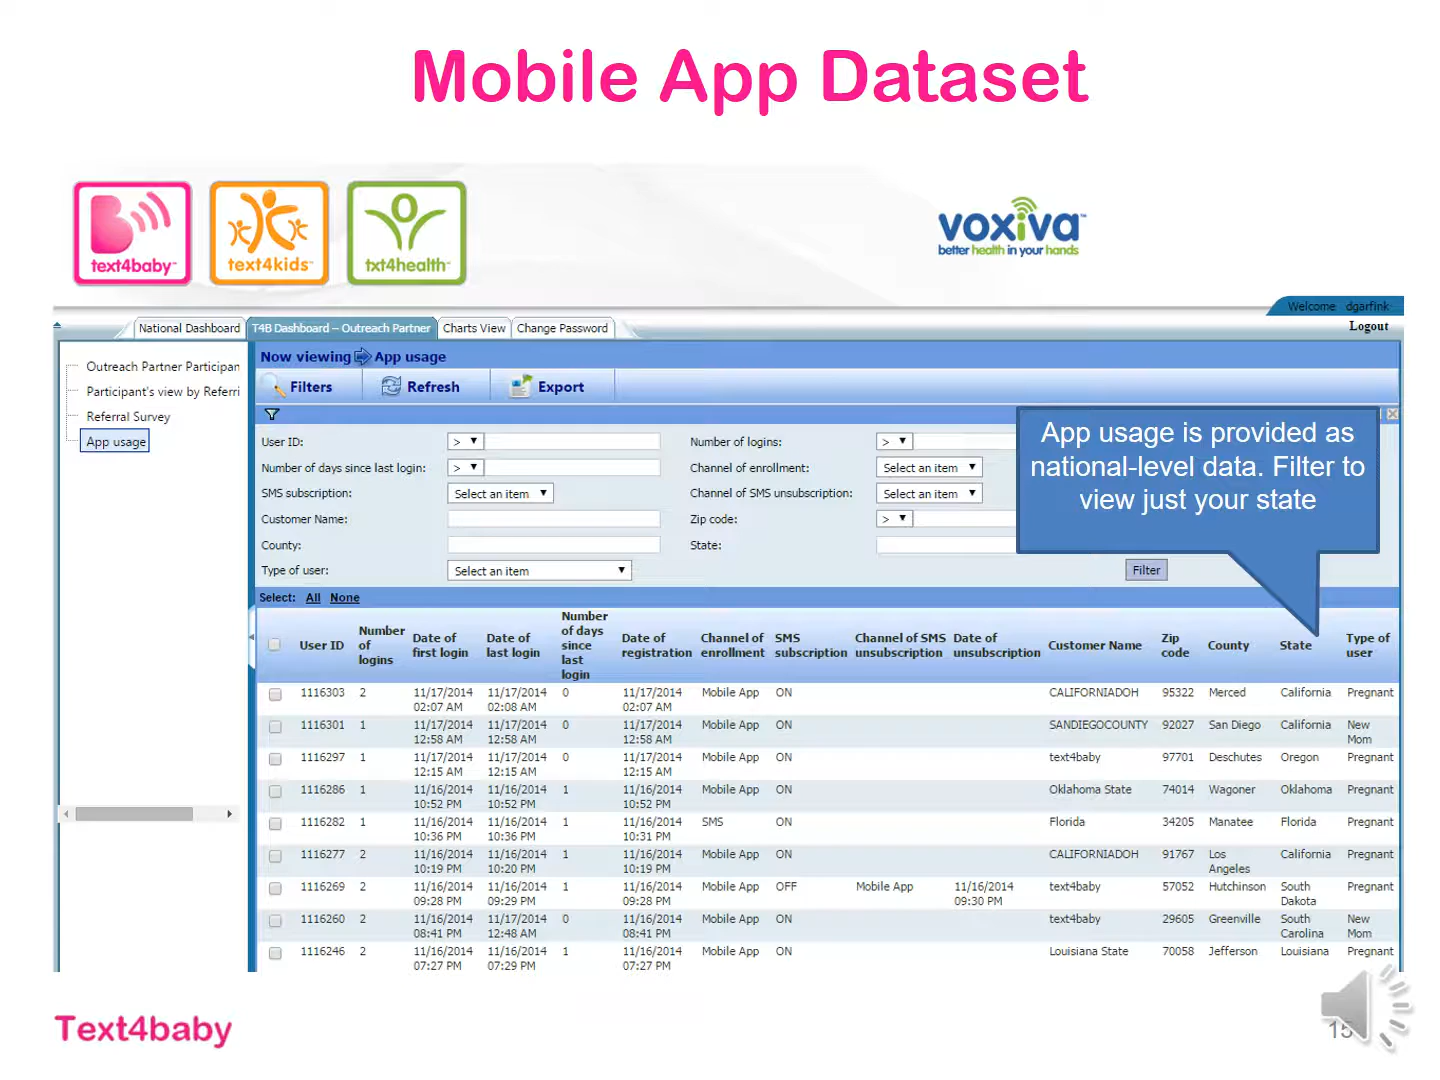 Mobile App Dataset
text4baby™
text4kids™
txt4health™
voxiva™
better health in your hands
Welcome dgarfink
Logout
National Dashboard
T4B Dashboard – Outreach Partner
Charts View
Change Password
Outreach Partner Participan
Participant's view by Referri
Referral Survey
App usage
Now viewing App usage
Filters
Refresh
Export
User ID: >
Number of logins: >
Number of days since last login: >
Channel of enrollment: Select an item
SMS subscription: Select an item
Channel of SMS unsubscription: Select an item
Customer Name:
Zip code: >
County:
State:
Type of user: Select an item
Filter
App usage is provided as
national-level data. Filter to
view just your state
Select: All None
User ID
Number
of
logins
Date of
first login
Date of
last login
Number
of days
since
last
login
Date of
registration
Channel of
enrollment
SMS
subscription
Channel of SMS
unsubscription
Date of
unsubscription
Customer Name
Zip
code
County
State
Type of
user
1116303 2 11/17/2014 11/17/2014 0 11/17/2014 Mobile App ON CALIFORNIADOH 95322 Merced California Pregnant
02:07 AM 02:08 AM 02:07 AM
1116301 1 11/17/2014 11/17/2014 0 11/17/2014 Mobile App ON SANDIEGOCOUNTY 92027 San Diego California New
12:58 AM 12:58 AM 12:58 AM Mom
1116297 1 11/17/2014 11/17/2014 0 11/17/2014 Mobile App ON text4baby 97701 Deschutes Oregon Pregnant
12:15 AM 12:15 AM 12:15 AM
1116286 1 11/16/2014 11/16/2014 1 11/16/2014 Mobile App ON Oklahoma State 74014 Wagoner Oklahoma Pregnant
10:52 PM 10:52 PM 10:52 PM
1116282 1 11/16/2014 11/16/2014 1 11/16/2014 SMS ON Florida 34205 Manatee Florida Pregnant
10:36 PM 10:36 PM 10:31 PM
1116277 2 11/16/2014 11/16/2014 1 11/16/2014 Mobile App ON CALIFORNIADOH 91767 Los California Pregnant
10:19 PM 10:20 PM 10:19 PM Angeles
1116269 2 11/16/2014 11/16/2014 1 11/16/2014 Mobile App OFF Mobile App 11/16/2014 text4baby 57052 Hutchinson South Pregnant
09:28 PM 09:29 PM 09:28 PM 09:30 PM Dakota
1116260 2 11/16/2014 11/17/2014 0 11/16/2014 Mobile App ON text4baby 29605 Greenville South New
08:41 PM 12:48 AM 08:41 PM Carolina Mom
1116246 2 11/16/2014 11/16/2014 1 11/16/2014 Mobile App ON Louisiana State 70058 Jefferson Louisiana Pregnant
07:27 PM 07:29 PM 07:27 PM
Text4baby
15